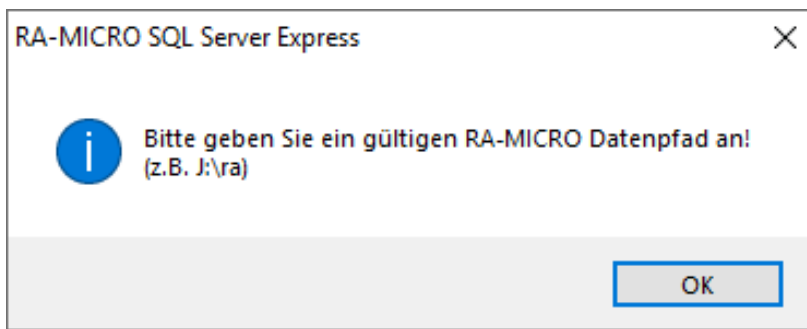 RA-MICRO SQL Server Express
Bitte geben Sie ein gültigen RA-MICRO Datenpfad an!
(z.B. J:\ra)
OK